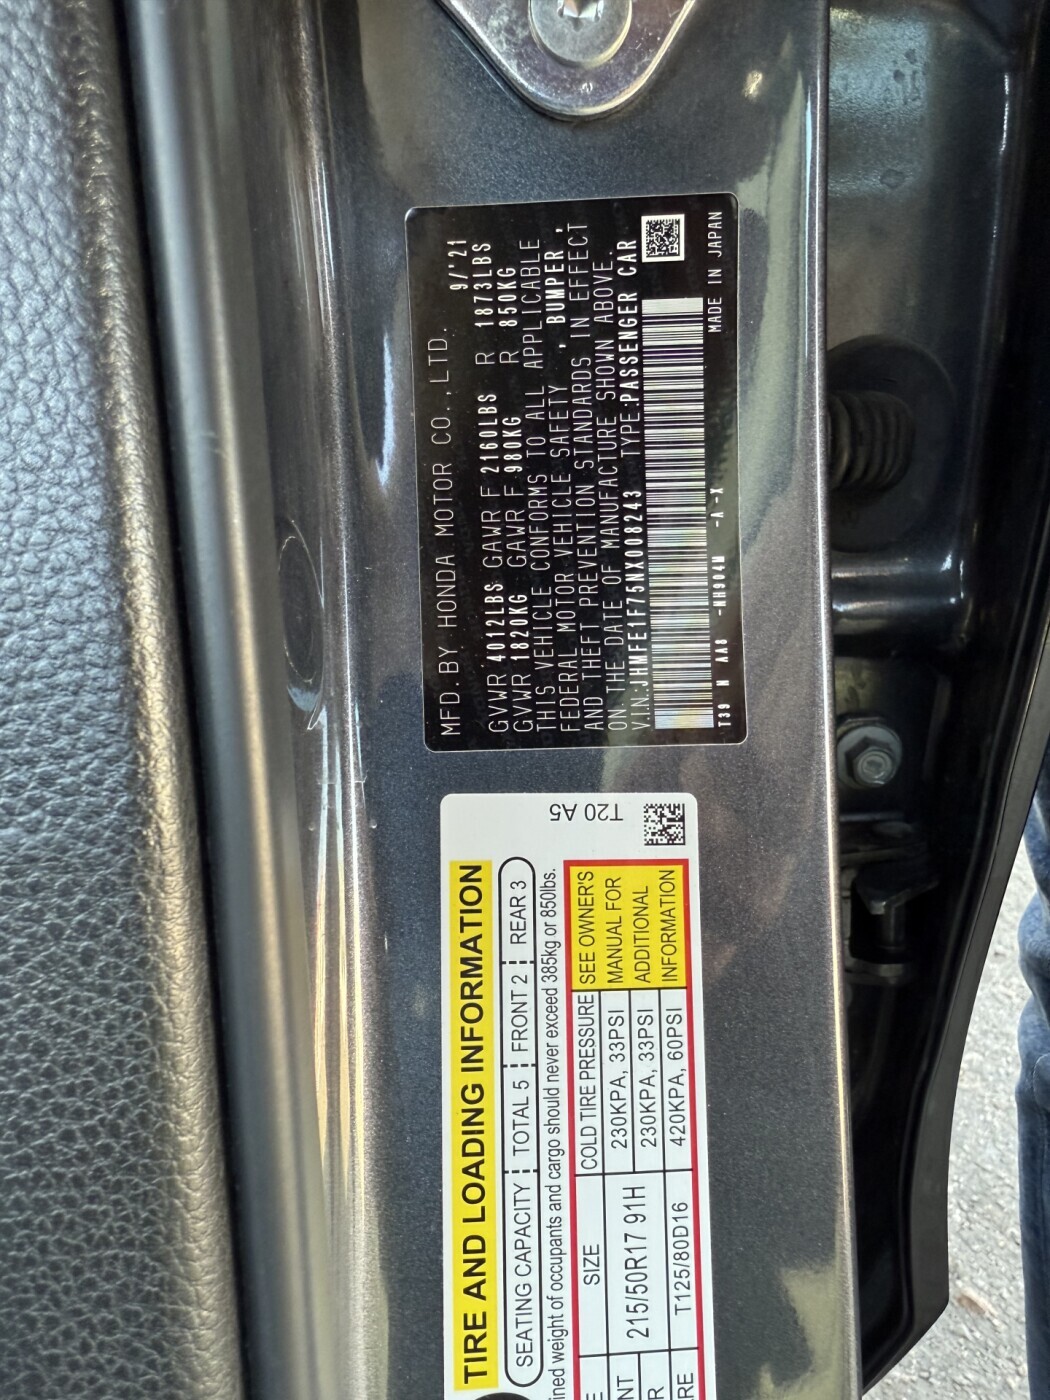 MFD. BY HONDA MOTOR CO., LTD. 9/'21
GVWR 4012LBS GAWR F 2160LBS R 1873LBS
GVWR 1820KG GAWR F 980KG R 850KG
THIS VEHICLE CONFORMS TO ALL APPLICABLE
FEDERAL MOTOR VEHICLE SAFETY , BUMPER ,
AND THEFT PREVENTION STANDARDS IN EFFECT
ON THE DATE OF MANUFACTURE SHOWN ABOVE.
V.I.N.:JHMFE1F75NX008243 TYPE:PASSENGER CAR
T39 N AA8 -NH904M -A -X MADE IN JAPAN
T20 A5
TIRE AND LOADING INFORMATION
SEATING CAPACITY TOTAL 5 FRONT 2 REAR 3
weight of occupants and cargo should never exceed 385kg or 850lbs.
SIZE COLD TIRE PRESSURE SEE OWNER'S
MANUAL FOR
ADDITIONAL
INFORMATION
215/50R17 91H 230KPA, 33PSI
230KPA, 33PSI
T125/80D16 420KPA, 60PSI